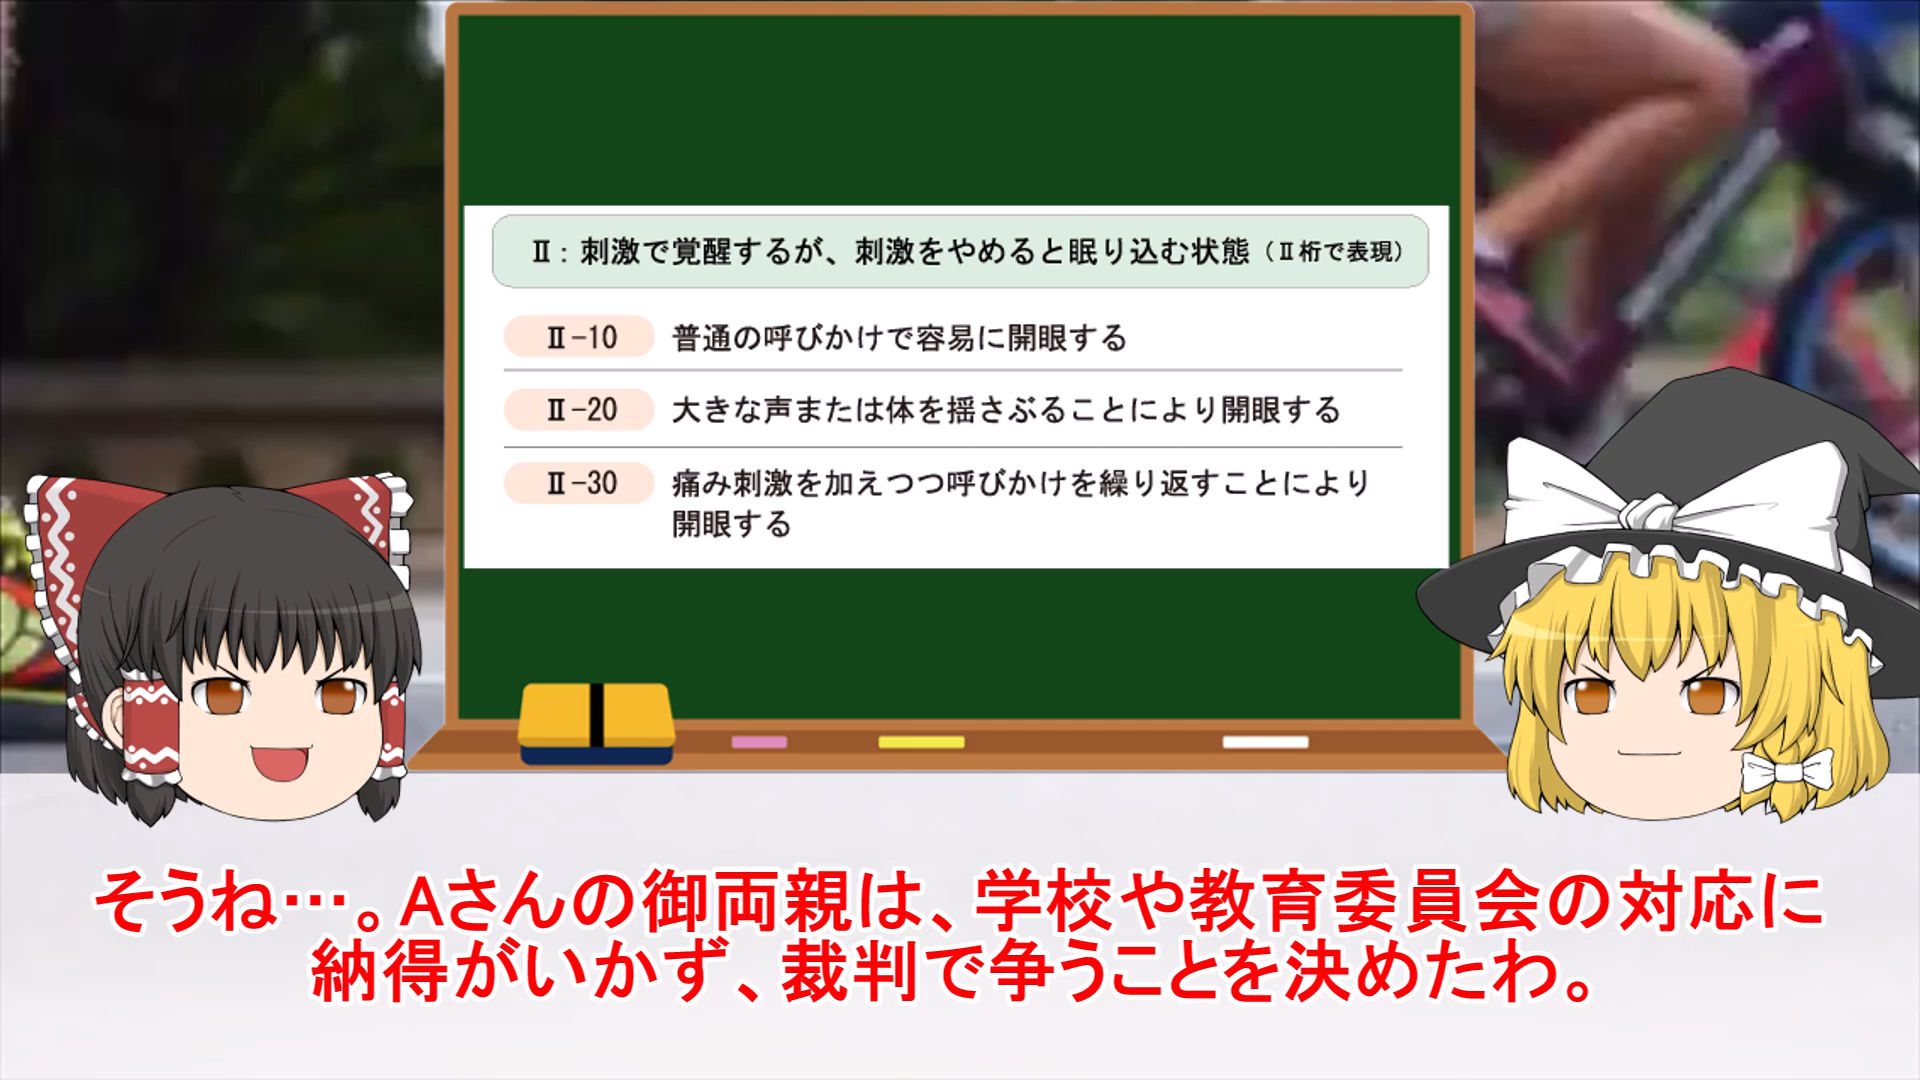 Ⅱ：刺激で覚醒するが、刺激をやめると眠り込む状態（Ⅱ桁で表現）
Ⅱ-10 普通の呼びかけで容易に開眼する
Ⅱ-20 大きな声または体を揺さぶることにより開眼する
Ⅱ-30 痛み刺激を加えつつ呼びかけを繰り返すことにより
開眼する
そうね…。Aさんの御両親は、学校や教育委員会の対応に
納得がいかず、裁判で争うことを決めたわ。